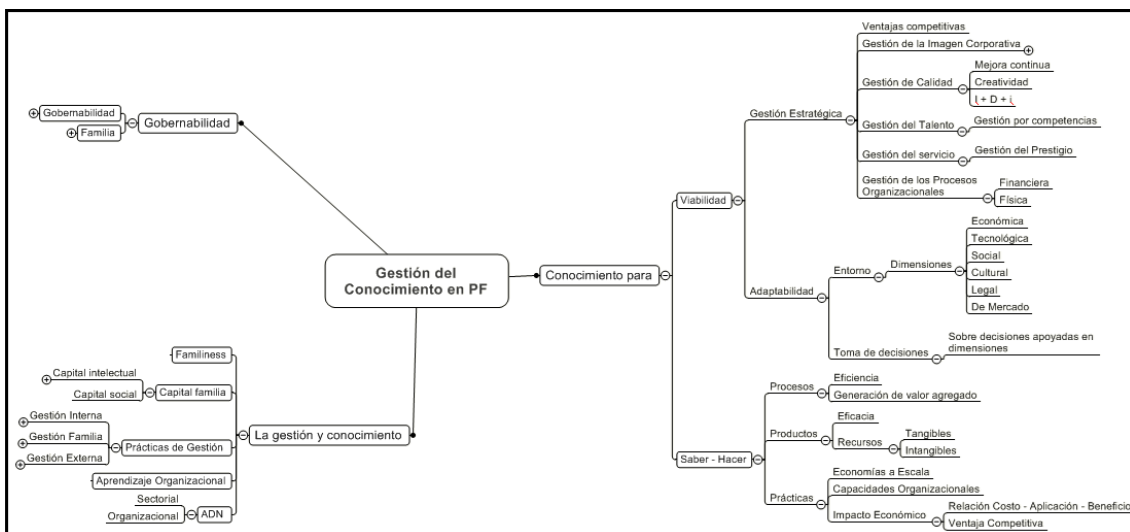 Gobernabilidad
Familia
Gobernabilidad
Gestión del
Conocimiento en PF
Familiness
Capital intelectual
Capital social
Capital familia
Gestión Interna
Gestión Familia
Gestión Externa
Prácticas de Gestión
La gestión y conocimiento
Aprendizaje Organizacional
Sectorial
Organizacional
ADN
Conocimiento para
Viabilidad
Gestión Estratégica
Ventajas competitivas
Gestión de la Imagen Corporativa
Gestión de Calidad
Mejora continua
Creatividad
I + D + i
Gestión del Talento
Gestión por competencias
Gestión del servicio
Gestión del Prestigio
Gestión de los Procesos
Organizacionales
Financiera
Física
Adaptabilidad
Entorno
Dimensiones
Económica
Tecnológica
Social
Cultural
Legal
De Mercado
Toma de decisiones
Sobre decisiones apoyadas en
dimensiones
Saber - Hacer
Procesos
Eficiencia
Generación de valor agregado
Productos
Eficacia
Recursos
Tangibles
Intangibles
Prácticas
Economías a Escala
Capacidades Organizacionales
Impacto Económico
Relación Costo - Aplicación - Beneficio
Ventaja Competitiva